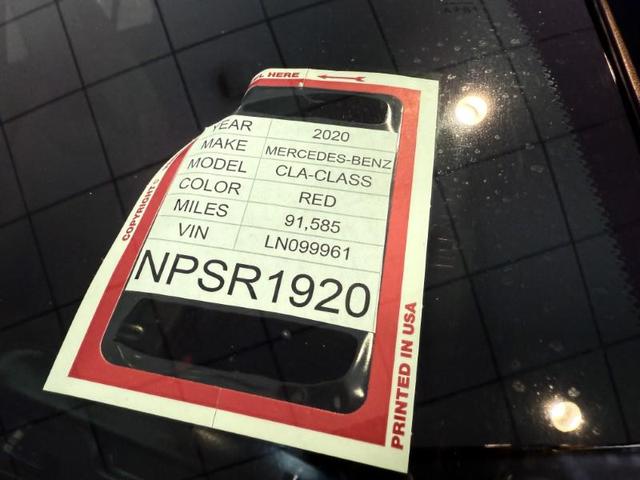 HERE
YEAR 2020
MAKE MERCEDES-BENZ
MODEL CLA-CLASS
COLOR RED
MILES 91,585
VIN LN099961
NPSR1920
COPYRIGHT
PRINTED IN USA